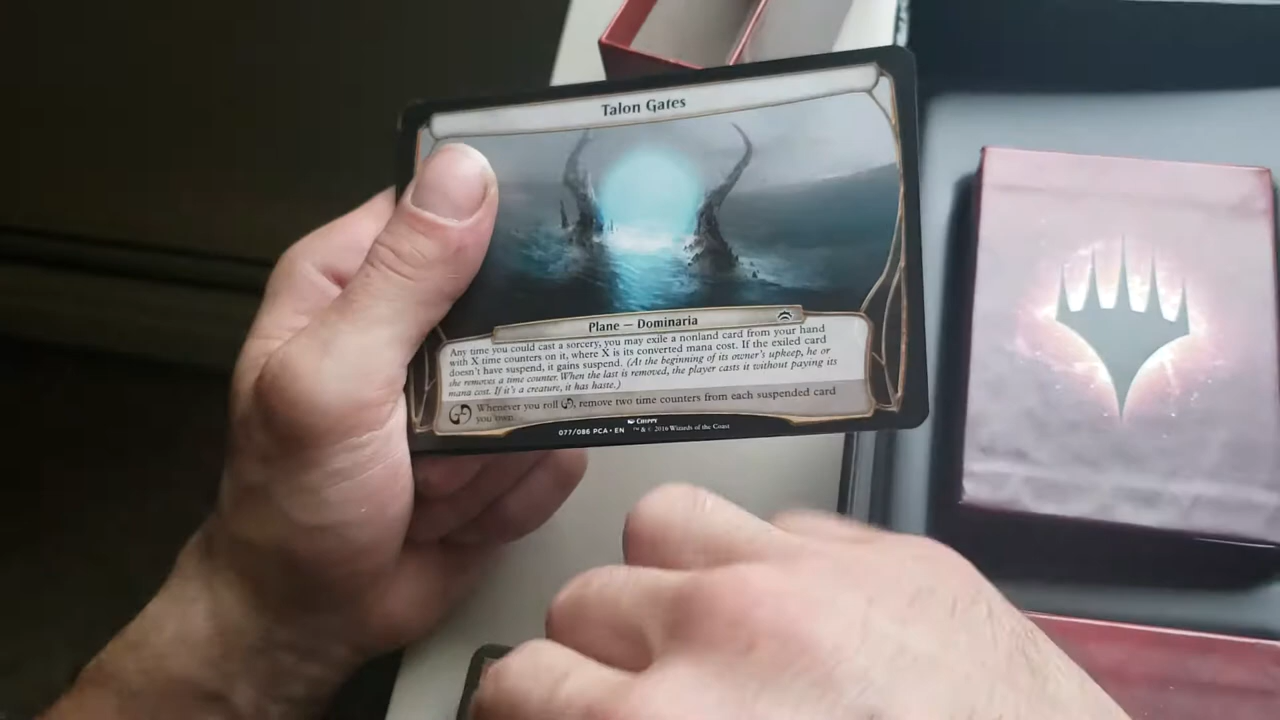 Talon Gates
Plane — Dominaria
Any time you could cast a sorcery, you may exile a nonland card from your hand
with X time counters on it, where X is its converted mana cost. If the exiled card
doesn't have suspend, it gains suspend. (At the beginning of its owner's upkeep, he or
she removes a time counter. When the last is removed, the player casts it without paying its
mana cost. If it's a creature, it has haste.)
Whenever you roll , remove two time counters from each suspended card
you own.
077/086 PCA • EN Chippy
™ & © 2016 Wizards of the Coast